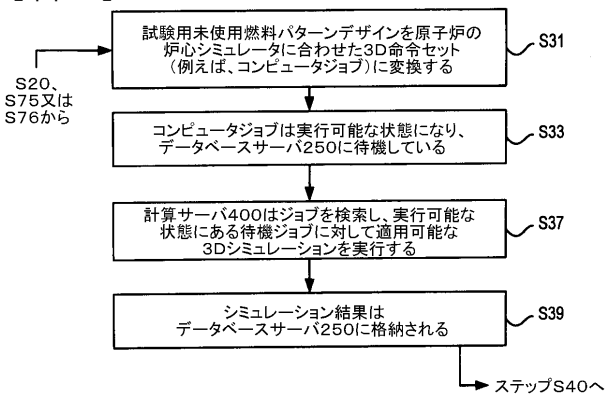 試験用未使用燃料パターンデザインを原子炉の
炉心シミュレータに合わせた3D命令セット
(例えば、コンピュータジョブ)に変換する
S31
S20、
S75又は
S76から
コンピュータジョブは実行可能な状態になり、
データベースサーバ250に待機している
S33
計算サーバ400はジョブを検索し、実行可能な
状態にある待機ジョブに対して適用可能な
3Dシミュレーションを実行する
S37
シミュレーション結果は
データベースサーバ250に格納される
S39
ステップS40へ